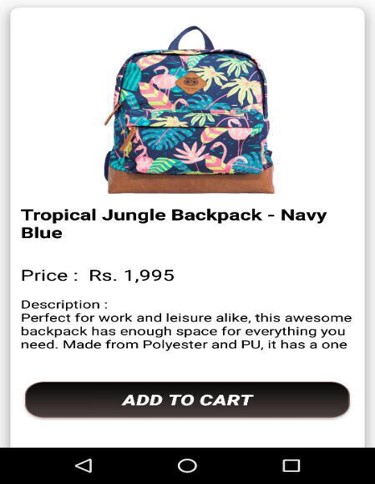 Tropical Jungle Backpack - Navy
Blue
Price : Rs. 1,995
Description :
Perfect for work and leisure alike, this awesome
backpack has enough space for everything you
need. Made from Polyester and PU, it has a one
ADD TO CART